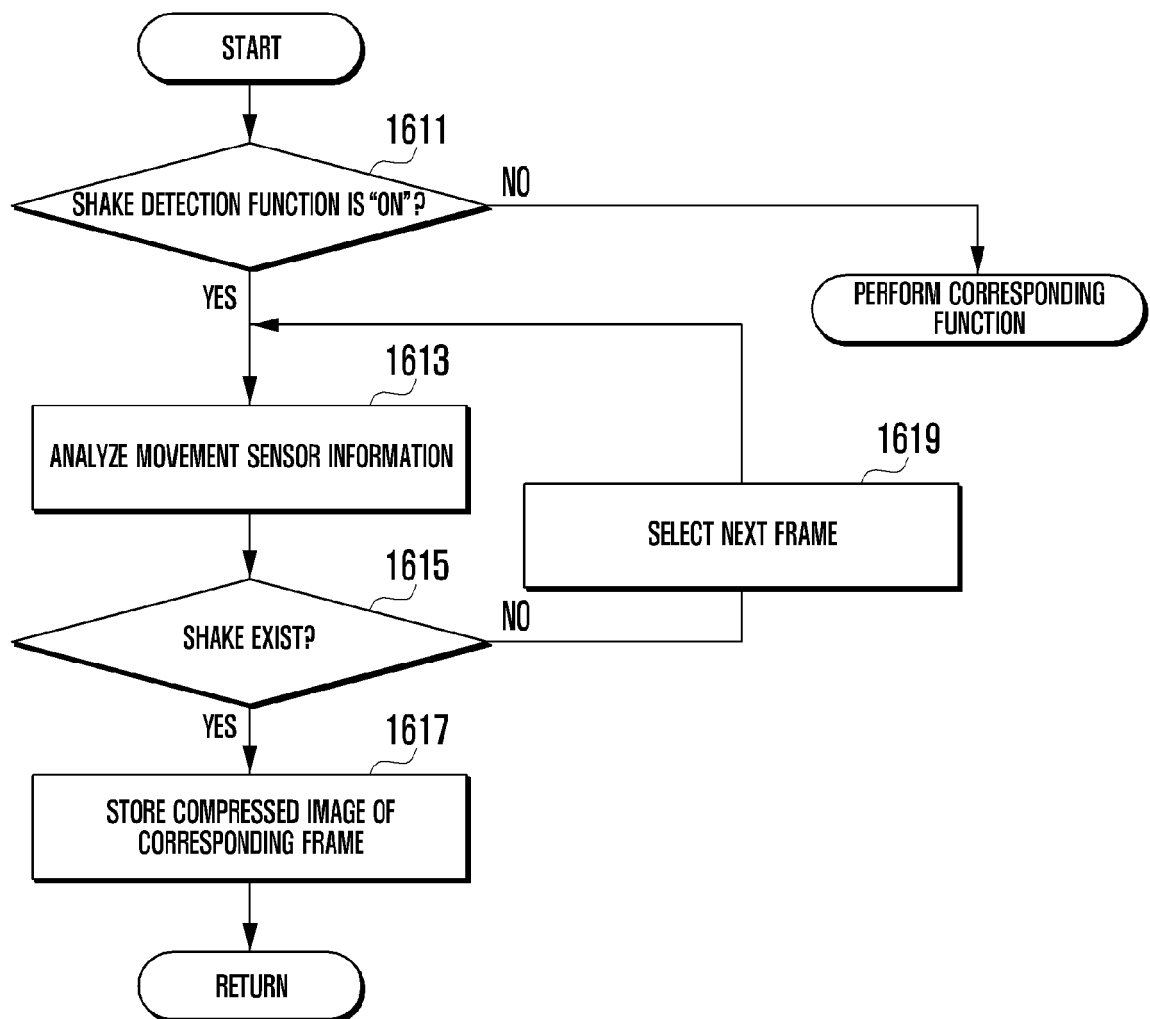 START
1611
SHAKE DETECTION FUNCTION IS “ON”?
NO
YES
PERFORM CORRESPONDING
FUNCTION
1613
ANALYZE MOVEMENT SENSOR INFORMATION
1619
SELECT NEXT FRAME
1615
SHAKE EXIST?
NO
YES
1617
STORE COMPRESSED IMAGE OF
CORRESPONDING FRAME
RETURN